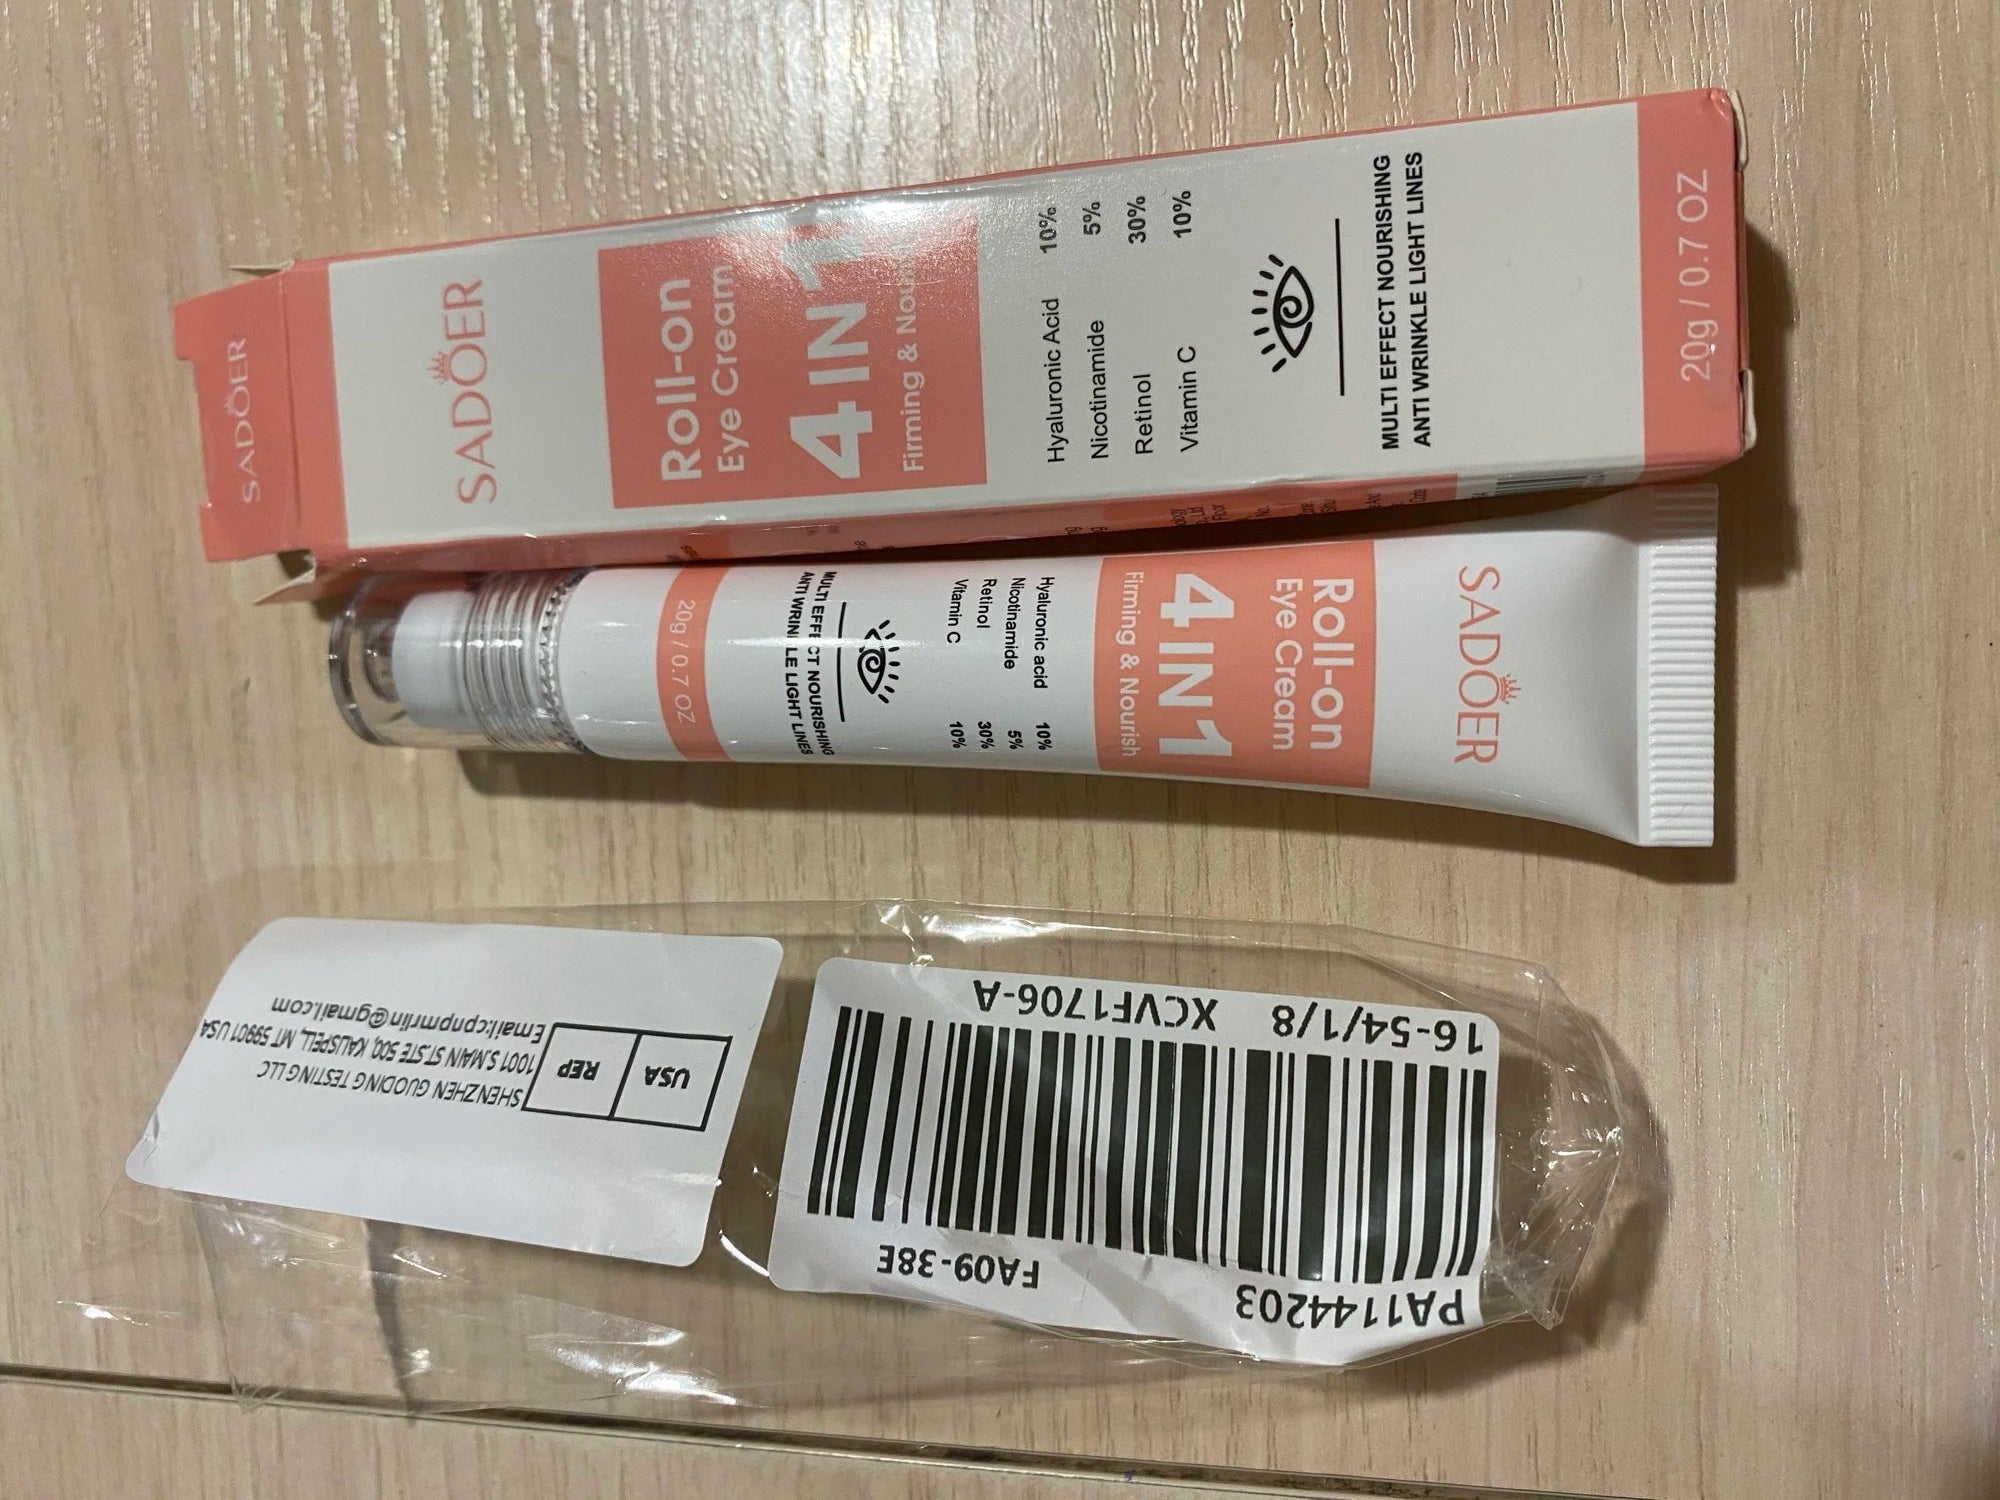 SADOER
SADOER
Roll-on
Eye Cream
4 IN 1
Firming &
Hyaluronic Acid 10%
Nicotinamide 5%
Retinol 30%
Vitamin C 10%
MULTI EFFECT NOURISHING
ANTI WRINKLE LIGHT LINES
20g / 0.7 OZ
SADOER
Roll-on
Eye Cream
4 IN 1
Firming & Nourish
Hyaluronic acid 10%
Nicotinamide 5%
Retinol 30%
Vitamin C 10%
MULTI EFFECT NOURISHING
ANTI WRINKLE LIGHT LINES
20g / 0.7 OZ
USA REP
SHENZHEN GUODING TESTING LLC
1001 S.MAIN ST.STE 500, KALISPELL, MT 59901 USA
Email:cpnpmrlin@gmail.com
PA1144203 FA09-38E
16-54/1/8 XCVF1706-A